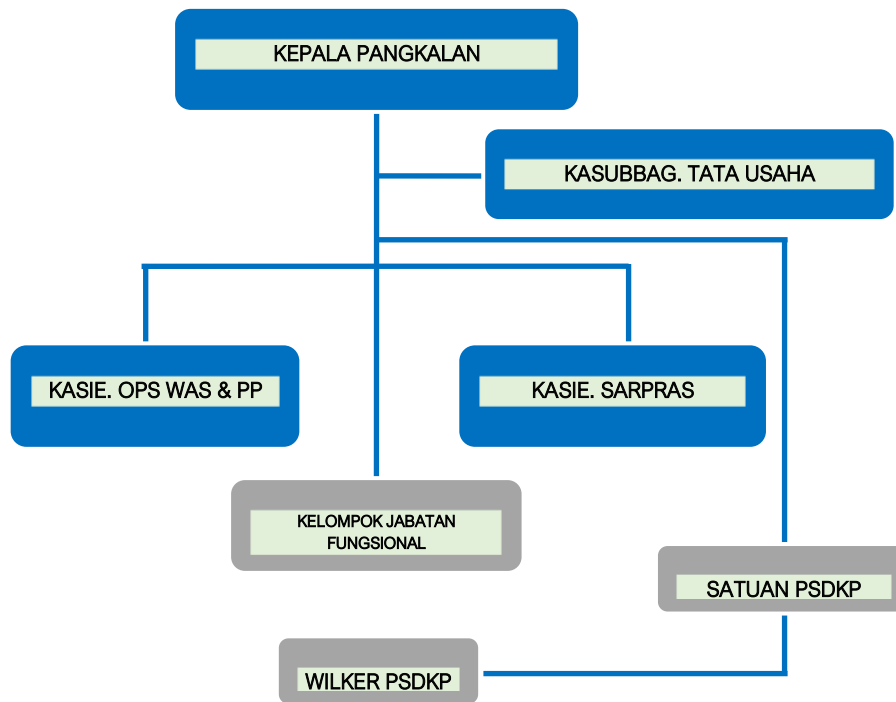 KEPALA PANGKALAN
KASUBBAG. TATA USAHA
KASIE. OPS WAS & PP
KASIE. SARPRAS
KELOMPOK JABATAN
FUNGSIONAL
SATUAN PSDKP
WILKER PSDKP